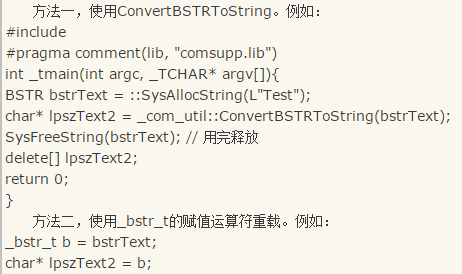 方法一，使用ConvertBSTRToString。例如：
#include
#pragma comment(lib, "comsupp.lib")
int _tmain(int argc, _TCHAR* argv[]){
BSTR bstrText = ::SysAllocString(L"Test");
char* lpszText2 = _com_util::ConvertBSTRToString(bstrText);
SysFreeString(bstrText); // 用完释放
delete[] lpszText2;
return 0;
}
方法二，使用_bstr_t的赋值运算符重载。例如：
_bstr_t b = bstrText;
char* lpszText2 = b;